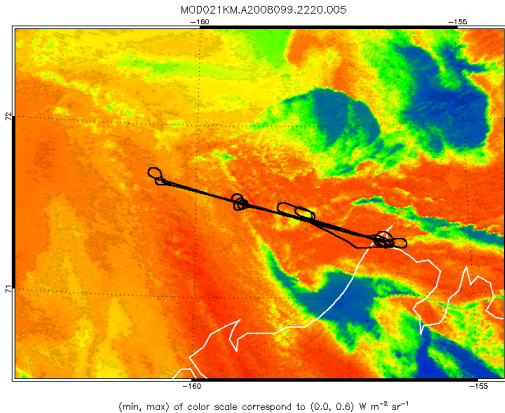 MOD021KM.A2008099.2220.005
-160 -155
72
71
-160 -155
(min, max) of color scale correspond to (0.0, 0.6) W m⁻² sr⁻¹